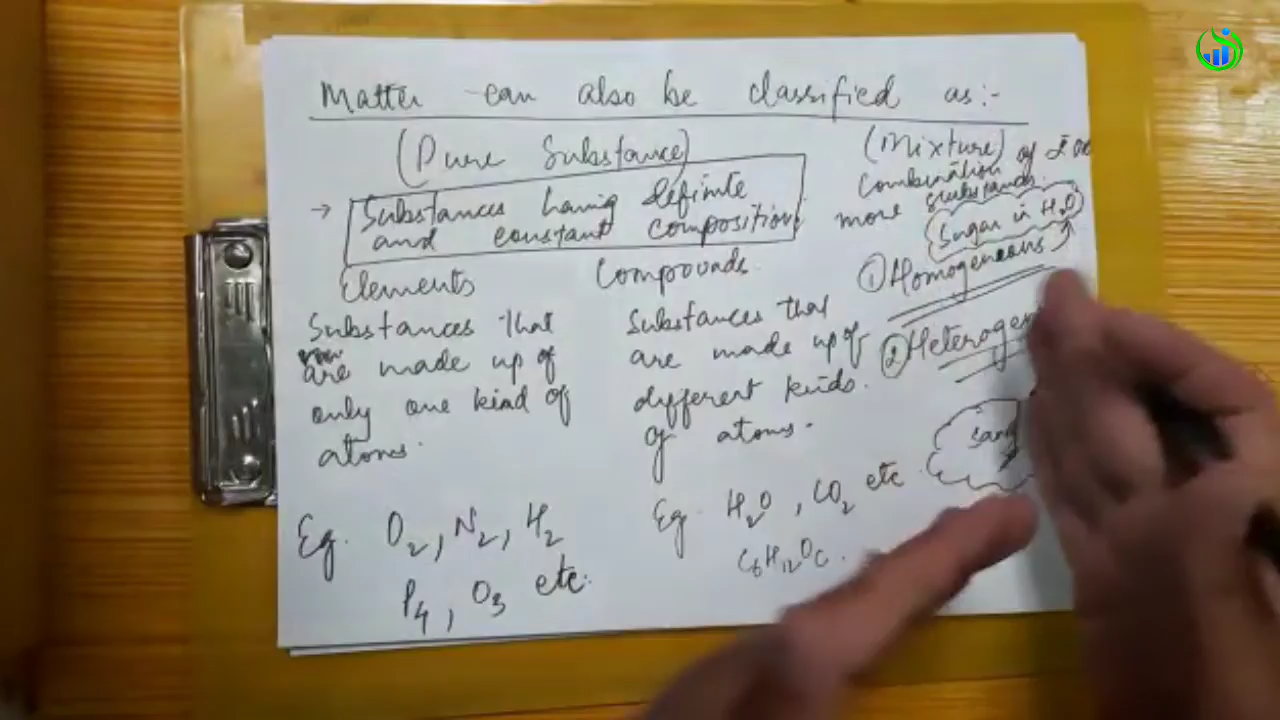 Matter can also be classified as:-
(Pure Substance)
→ Substances having definite
and constant composition
Elements
Substances that
are made up of
only one kind of
atoms.
Eg. O2, N2, H2
P4, O3 etc.
Compounds
Substances that
are made up of
different kinds.
of atoms.
Eg. H2O, CO2 etc
C6H12O6.
(Mixture)
Combination of 2 or
more substances.
Sugar in H2O
① Homogeneous
② Heterogen